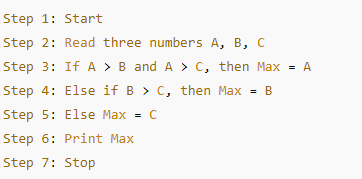 Step 1: Start
Step 2: Read three numbers A, B, C
Step 3: If A > B and A > C, then Max = A
Step 4: Else if B > C, then Max = B
Step 5: Else Max = C
Step 6: Print Max
Step 7: Stop